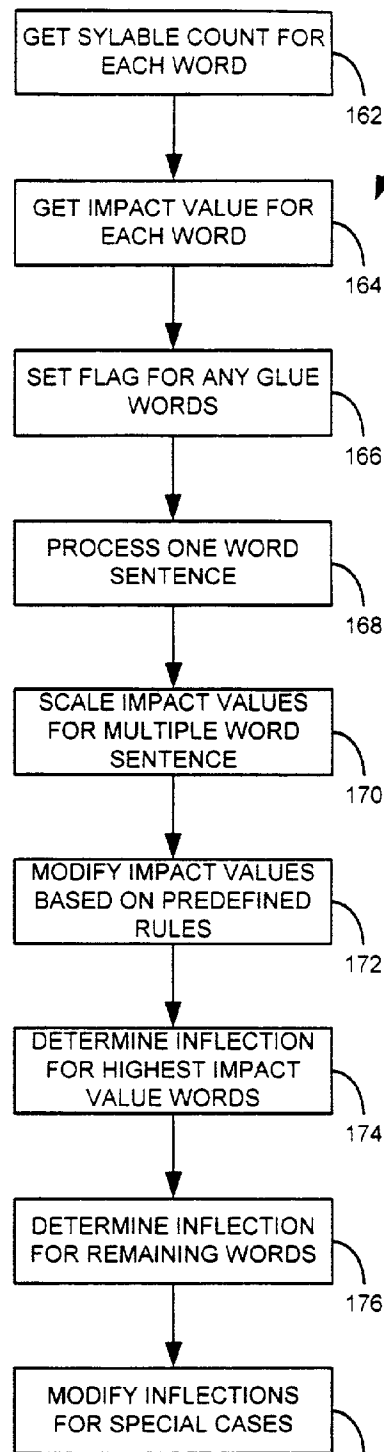 GET SYLABLE COUNT FOR
EACH WORD
162
GET IMPACT VALUE FOR
EACH WORD
164
SET FLAG FOR ANY GLUE
WORDS
166
PROCESS ONE WORD
SENTENCE
168
SCALE IMPACT VALUES
FOR MULTIPLE WORD
SENTENCE
170
MODIFY IMPACT VALUES
BASED ON PREDEFINED
RULES
172
DETERMINE INFLECTION
FOR HIGHEST IMPACT
VALUE WORDS
174
DETERMINE INFLECTION
FOR REMAINING WORDS
176
MODIFY INFLECTIONS
FOR SPECIAL CASES